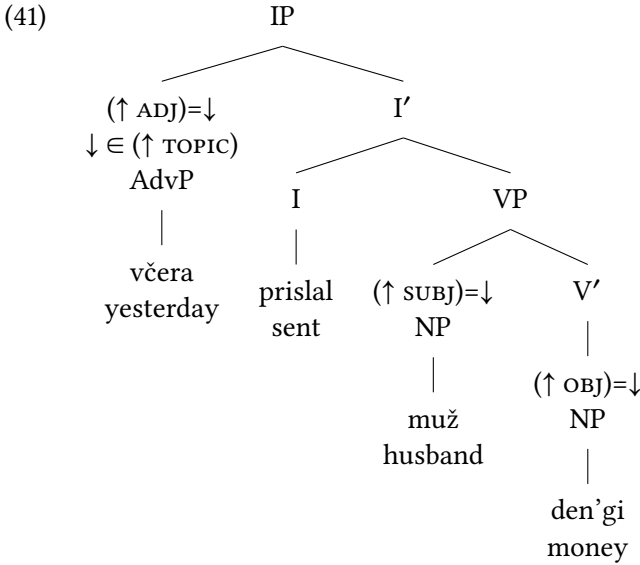 (41) IP
(↑ ADJ)=↓ I′
↓ ∈ (↑ TOPIC)
AdvP
I VP
včera
yesterday
prislal
sent
(↑ SUBJ)=↓
NP
V′
muž
husband
(↑ OBJ)=↓
NP
den'gi
money